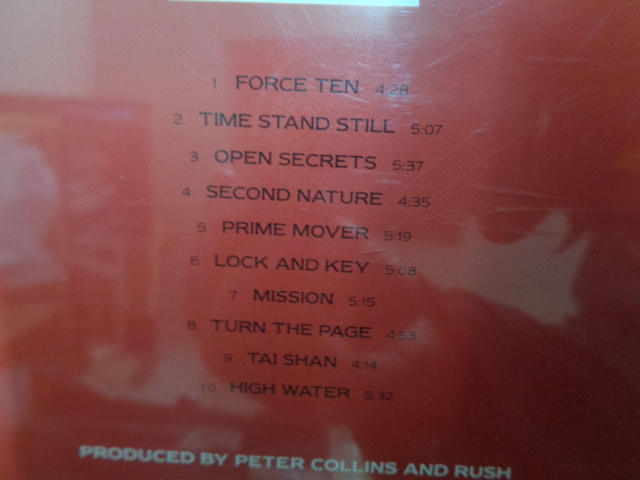 1 FORCE TEN 4:28
2 TIME STAND STILL 5:07
3 OPEN SECRETS 5:37
4 SECOND NATURE 4:35
5 PRIME MOVER 5:19
6 LOCK AND KEY 5:08
7 MISSION 5:15
8 TURN THE PAGE 4:53
9 TAI SHAN 4:14
10 HIGH WATER 5:32
PRODUCED BY PETER COLLINS AND RUSH